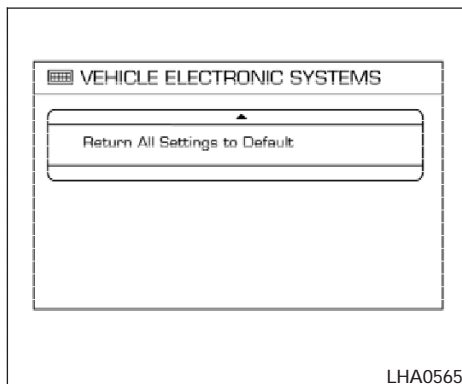 VEHICLE ELECTRONIC SYSTEMS
Return All Settings to Default
LHA0565